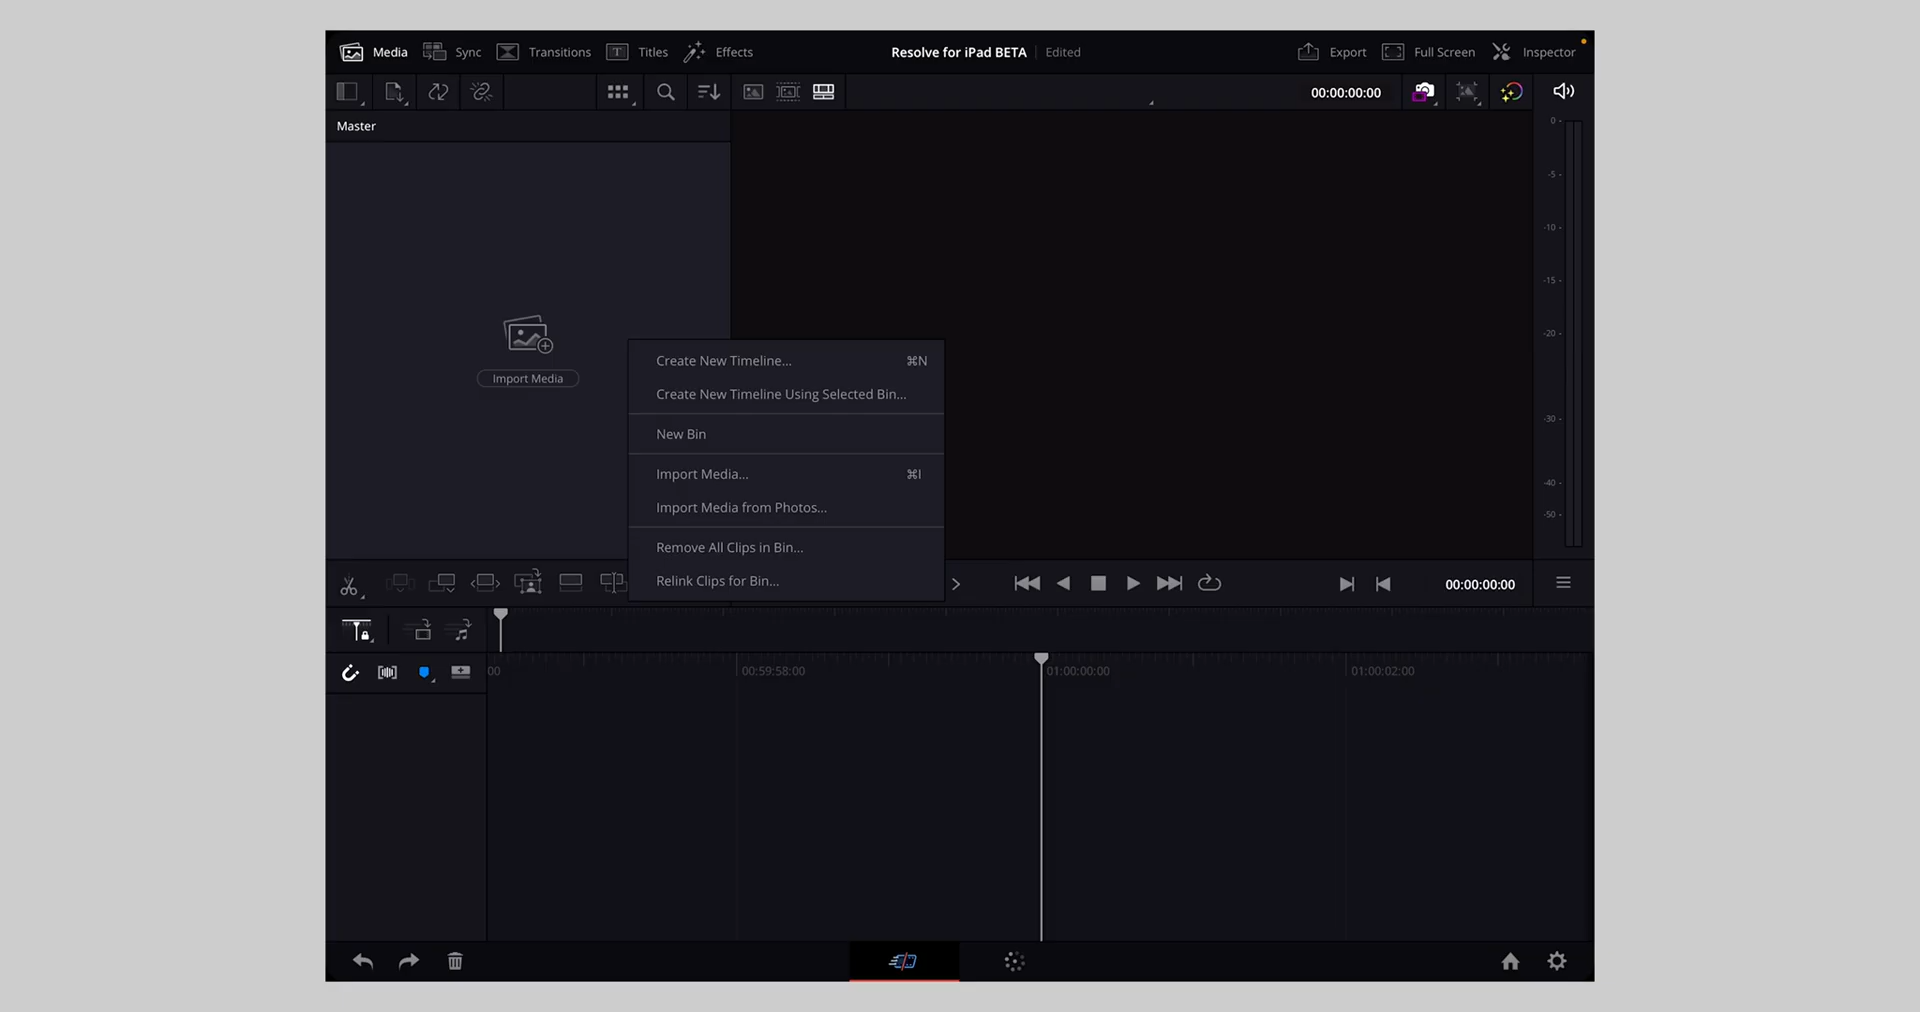 Media Sync Transitions Titles Effects Resolve for iPad BETA Edited Export Full Screen Inspector
00:00:00:00
Master
0
-5
-10
-15
-20
-30
-40
-50
Import Media
Create New Timeline... ⌘N
Create New Timeline Using Selected Bin...
New Bin
Import Media... ⌘I
Import Media from Photos...
Remove All Clips in Bin...
Relink Clips for Bin...
00:00:00:00
00 00:59:58:00 01:00:00:00 01:00:02:00